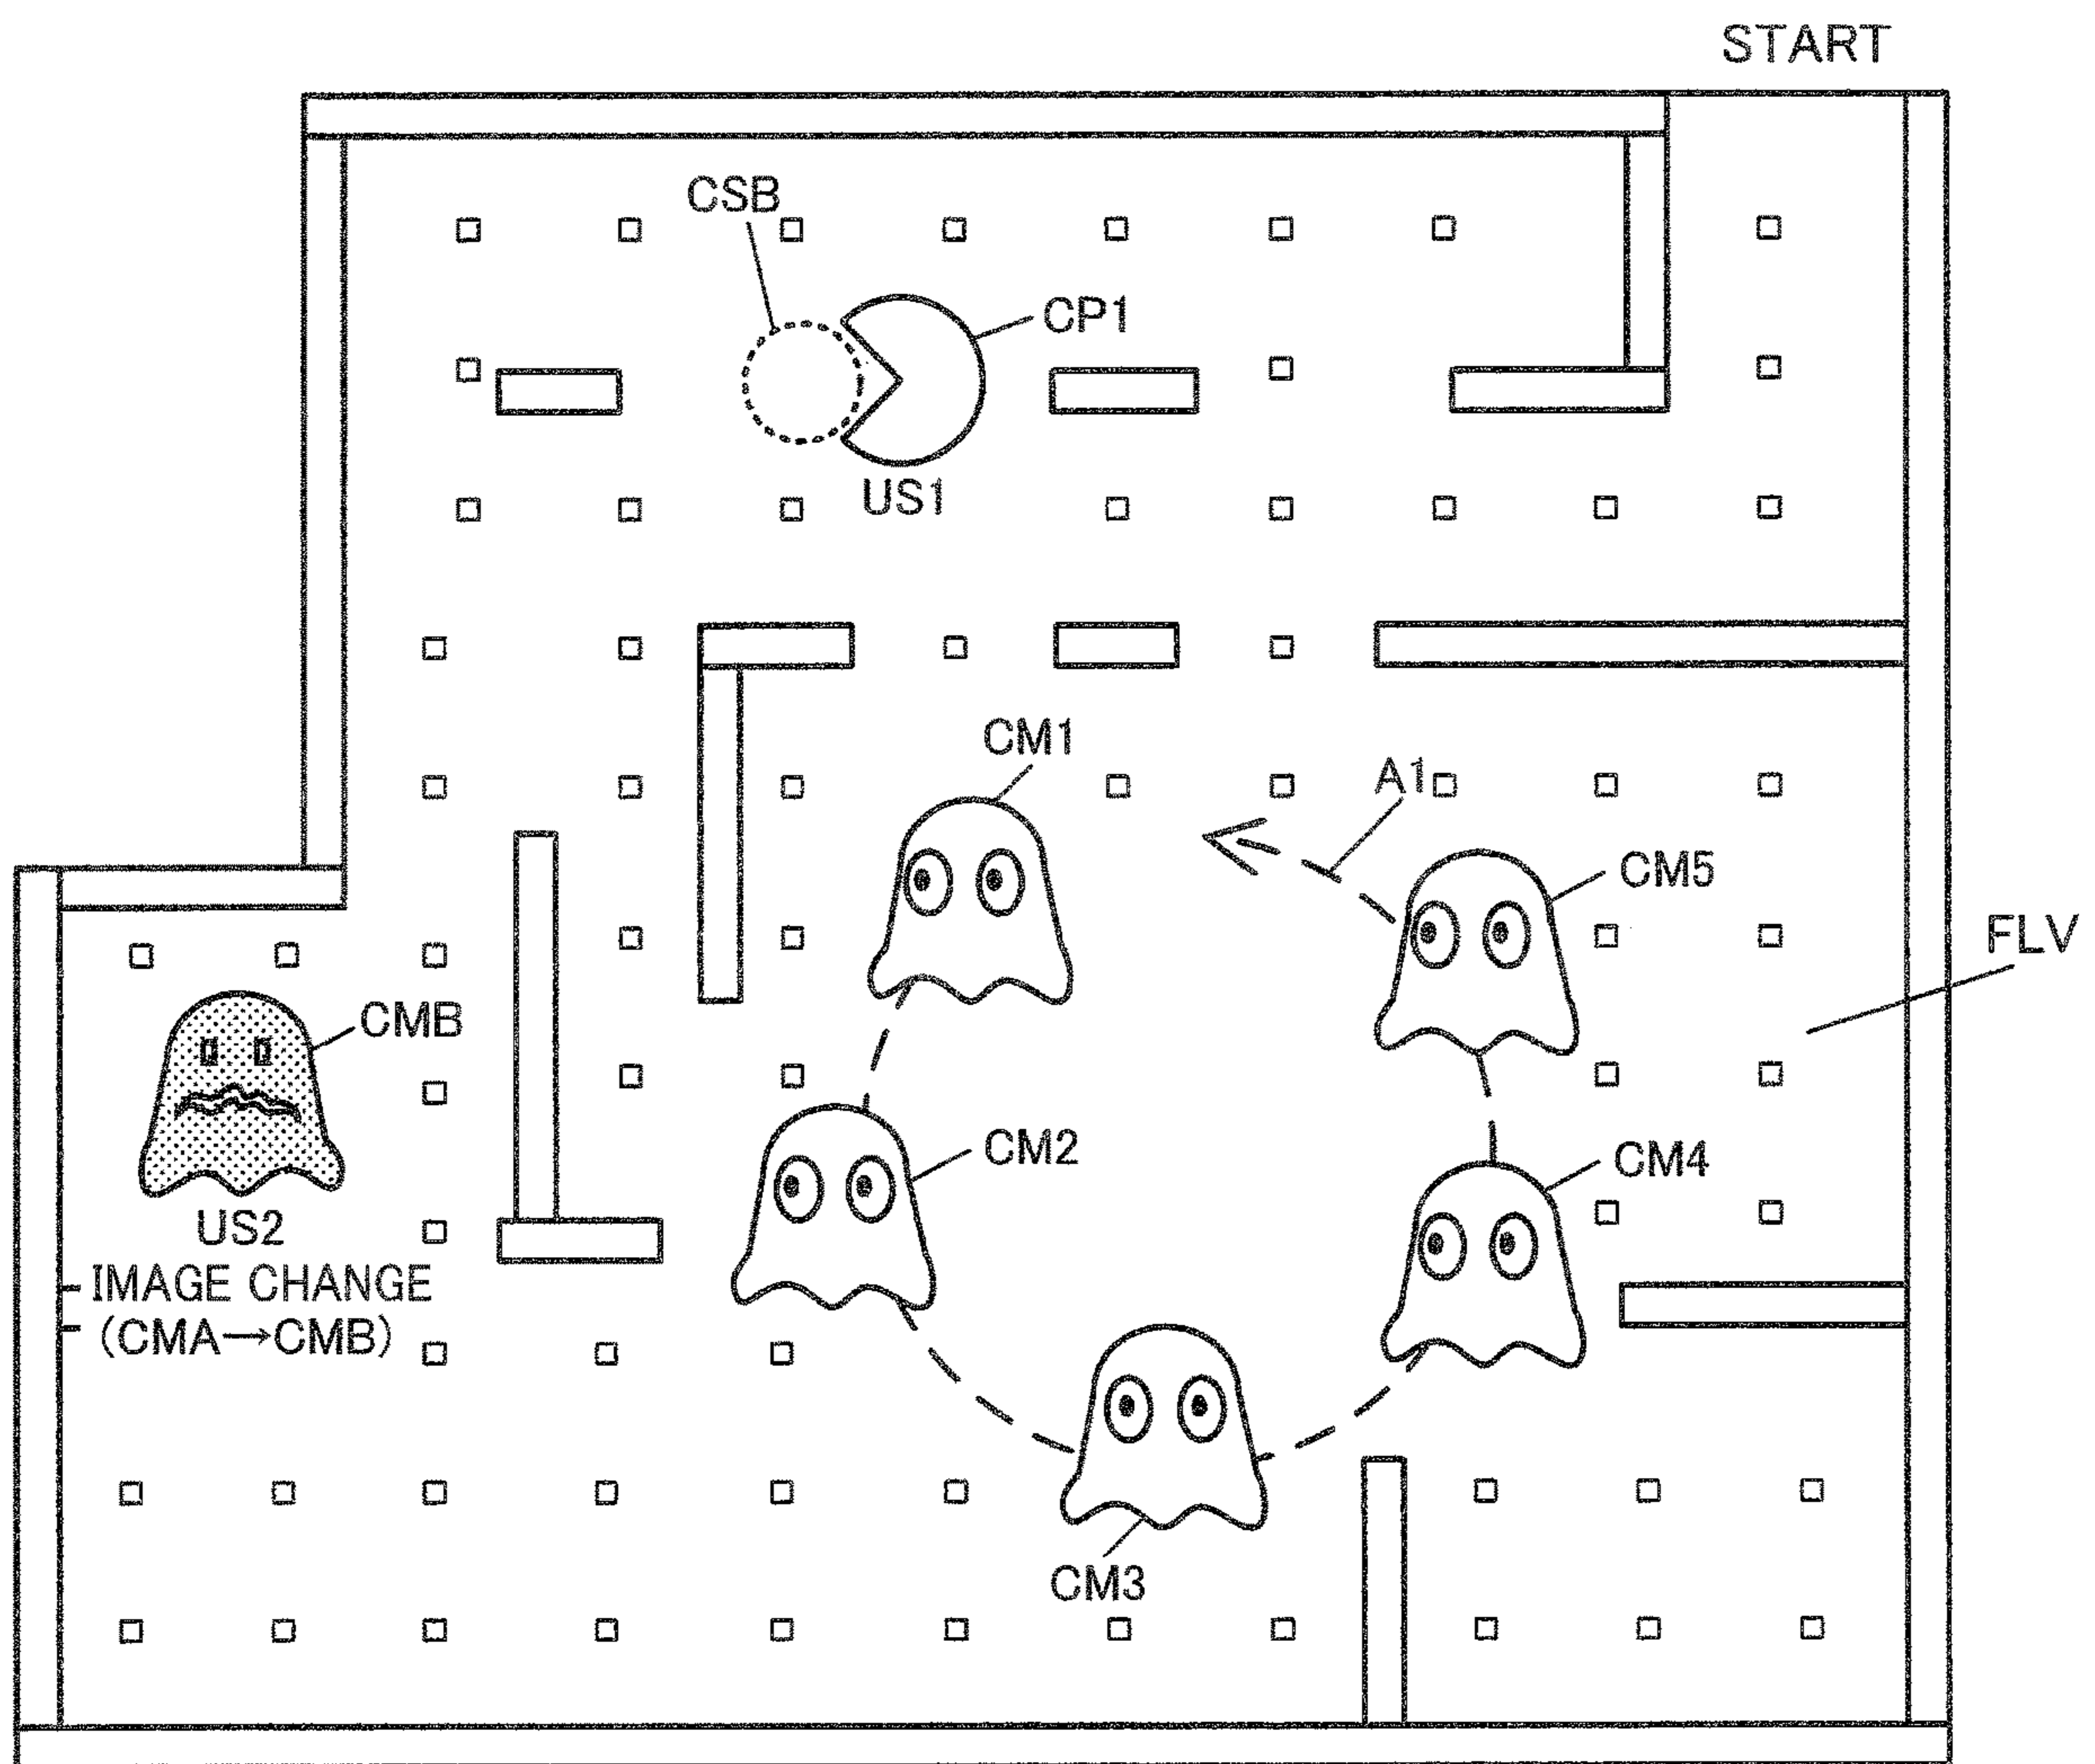 START
CSB
CP1
US1
CM1
A1
CM5
FLV
CMB
CM2
CM4
US2
IMAGE CHANGE
(CMA→CMB)
CM3